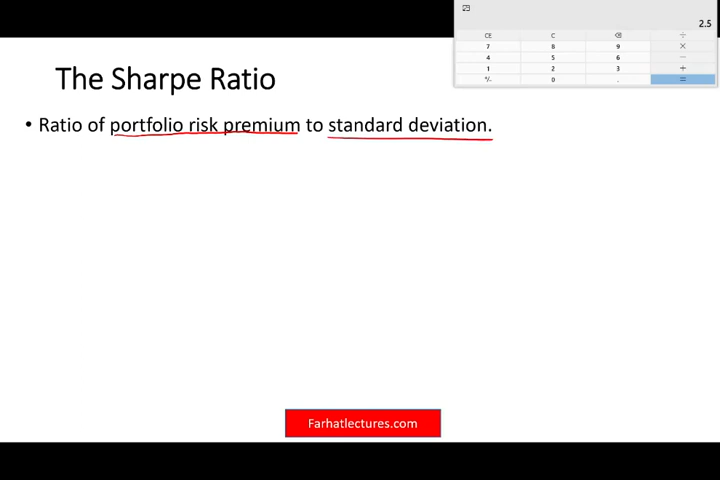 2.5
CE C ⌫ ÷
7 8 9 ×
4 5 6 −
1 2 3 +
⁺/₋ 0 . =
The Sharpe Ratio
• Ratio of portfolio risk premium to standard deviation.
Farhatlectures.com